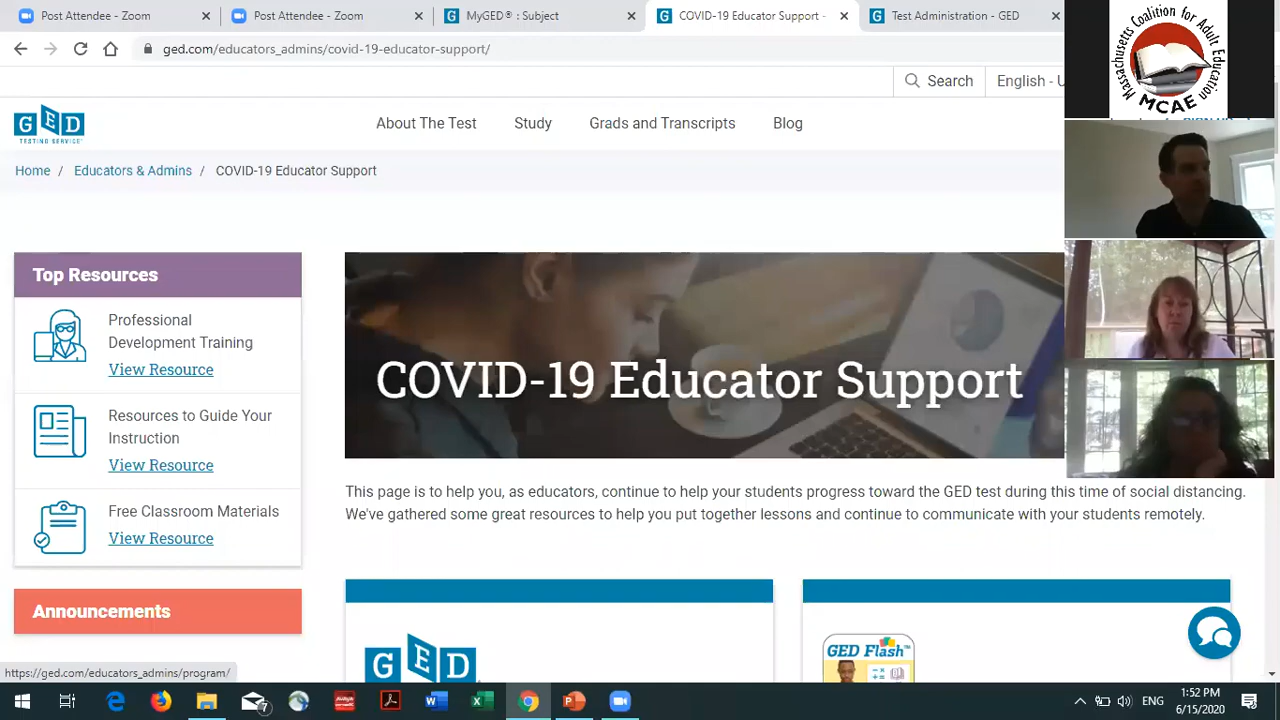 Post Attendee - Zoom
Post Attendee - Zoom
MyGED® : Subject
COVID-19 Educator Support -
Test Administration - GED
ged.com/educators_admins/covid-19-educator-support/
Massachusetts Coalition for Adult Education
MCAE
Search
English - U
GED
TESTING SERVICE
About The Test
Study
Grads and Transcripts
Blog
Home / Educators & Admins / COVID-19 Educator Support
Top Resources
Professional
Development Training
View Resource
Resources to Guide Your
Instruction
View Resource
Free Classroom Materials
View Resource
Announcements
COVID-19 Educator Support
This page is to help you, as educators, continue to help your students progress toward the GED test during this time of social distancing.
We've gathered some great resources to help you put together lessons and continue to communicate with your students remotely.
GED
GED Flash™
https://ged.com/educators_admins/program/
7
ENG
1:52 PM
6/15/2020